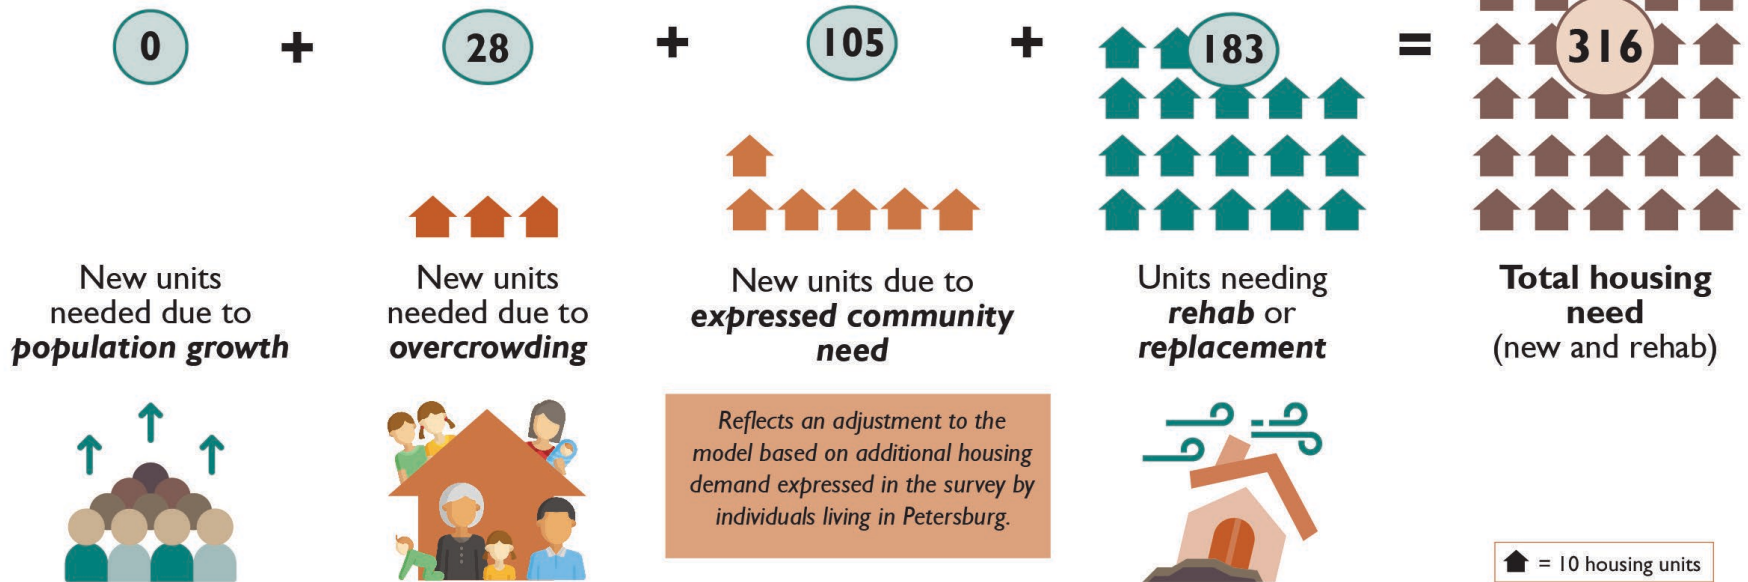 0 + 28 + 105 + 183 = 316
New units
needed due to
population growth
New units
needed due to
overcrowding
New units due to
expressed community
need
Reflects an adjustment to the
model based on additional housing
demand expressed in the survey by
individuals living in Petersburg.
Units needing
rehab or
replacement
Total housing
need
(new and rehab)
= 10 housing units